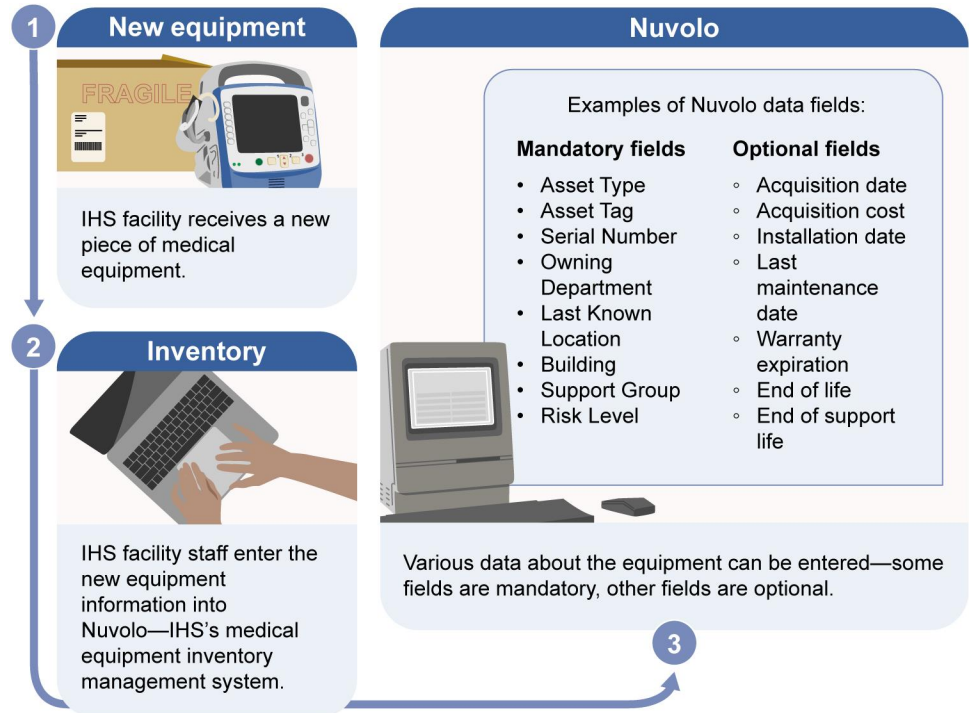 1
New equipment
FRAGILE
IHS facility receives a new
piece of medical
equipment.
2
Inventory
IHS facility staff enter the
new equipment
information into
Nuvolo—IHS’s medical
equipment inventory
management system.
Nuvolo
Examples of Nuvolo data fields:
Mandatory fields
• Asset Type
• Asset Tag
• Serial Number
• Owning
Department
• Last Known
Location
• Building
• Support Group
• Risk Level
Optional fields
◦ Acquisition date
◦ Acquisition cost
◦ Installation date
◦ Last
maintenance
date
◦ Warranty
expiration
◦ End of life
◦ End of support
life
Various data about the equipment can be entered—some
fields are mandatory, other fields are optional.
3